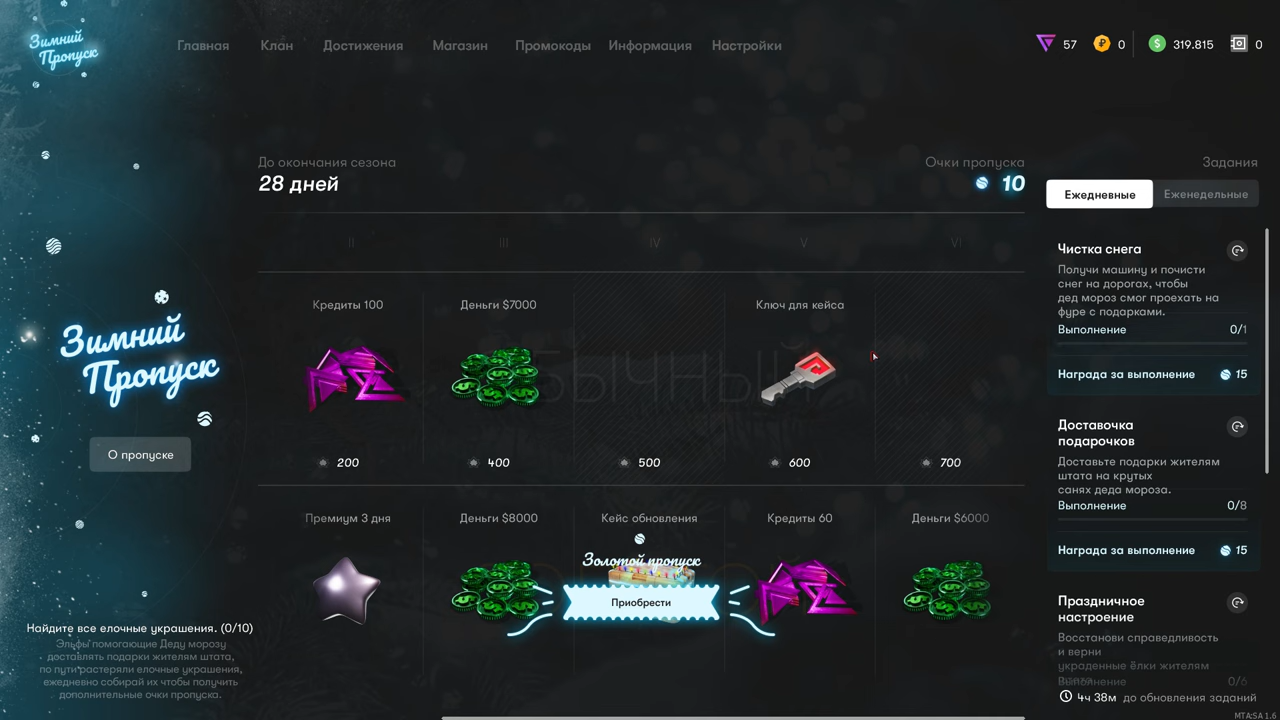 Зимний
Пропуск
Главная
Клан
Достижения
Магазин
Промокоды
Информация
Настройки
57
0
319.815
0
До окончания сезона
28 дней
Очки пропуска
10
Задания
Ежедневные
Еженедельные
II
III
IV
V
VI
Кредиты 100
Деньги $7000
Ключ для кейса
200
400
500
600
700
Премиум 3 дня
Деньги $8000
Кейс обновления
Кредиты 60
Деньги $6000
Золотой пропуск
Приобрести
Зимний
Пропуск
О пропуске
Найдите все елочные украшения. (0/10)
Эльфы помогающие Деду морозу
доставлять подарки жителям штата,
по пути растеряли елочные украшения,
ежедневно собирай их чтобы получить
дополнительные очки пропуска.
Чистка снега
Получи машину и почисти
снег на дорогах, чтобы
дед мороз смог проехать на
фуре с подарками.
Выполнение 0/1
Награда за выполнение 15
Доставочка
подарочков
Доставьте подарки жителям
штата на крутых
санях деда мороза.
Выполнение 0/8
Награда за выполнение 15
Праздничное
настроение
Восстанови справедливость
и верни
украденные ёлки жителям
Выполнение 0/6
4ч 38м до обновления заданий
MTA:SA 1.6